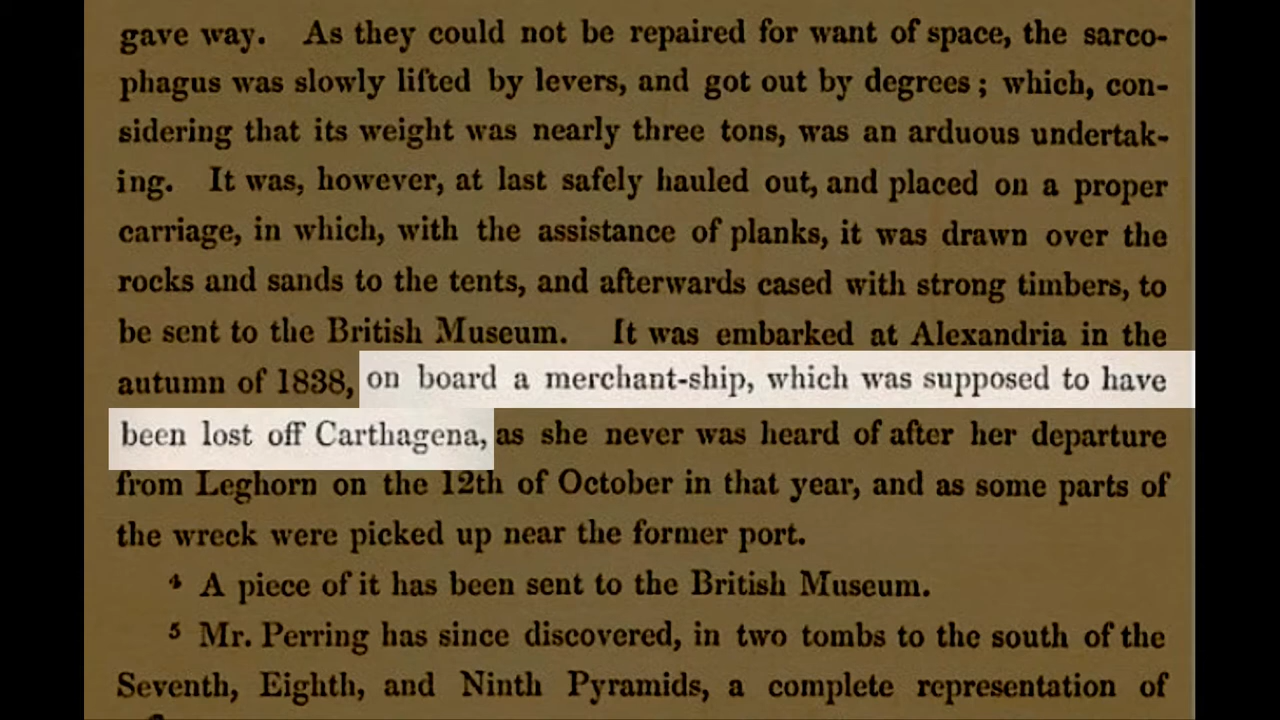 gave way. As they could not be repaired for want of space, the sarco-
phagus was slowly lifted by levers, and got out by degrees ; which, con-
sidering that its weight was nearly three tons, was an arduous undertak-
ing. It was, however, at last safely hauled out, and placed on a proper
carriage, in which, with the assistance of planks, it was drawn over the
rocks and sands to the tents, and afterwards cased with strong timbers, to
be sent to the British Museum. It was embarked at Alexandria in the
autumn of 1838, on board a merchant-ship, which was supposed to have
been lost off Carthagena, as she never was heard of after her departure
from Leghorn on the 12th of October in that year, and as some parts of
the wreck were picked up near the former port.
4 A piece of it has been sent to the British Museum.
5 Mr. Perring has since discovered, in two tombs to the south of the
Seventh, Eighth, and Ninth Pyramids, a complete representation of